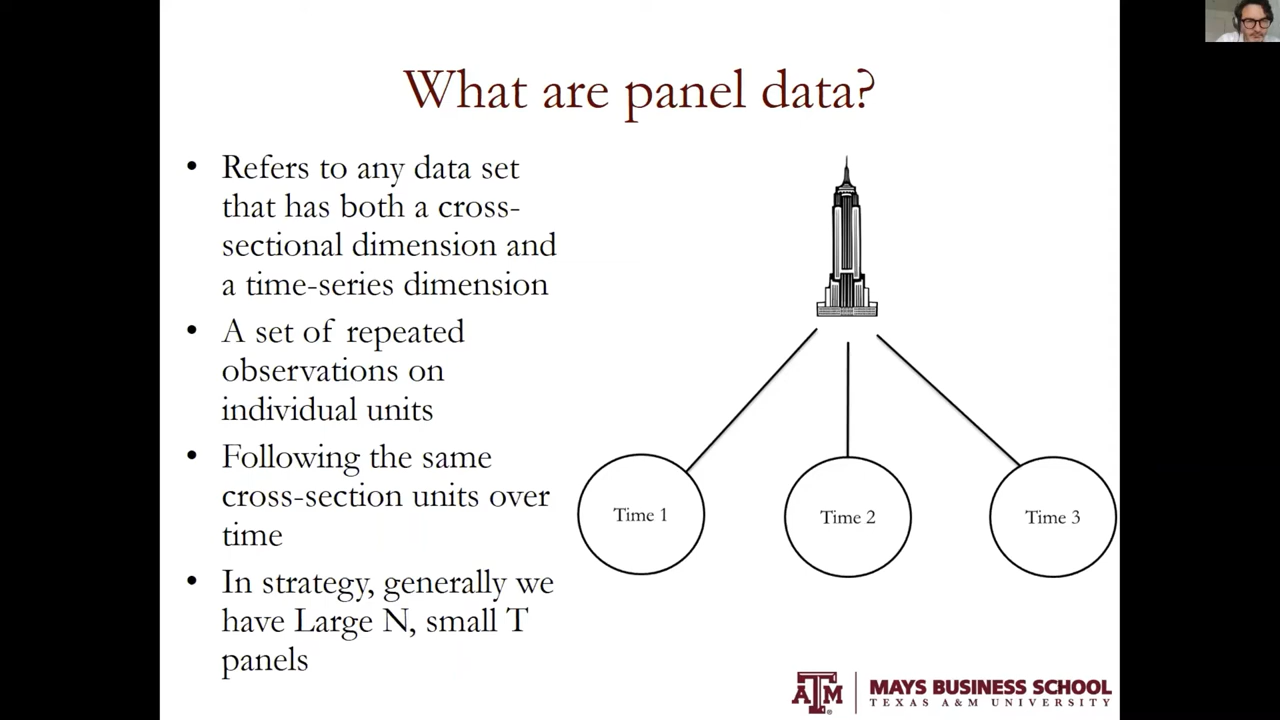 What are panel data?
• Refers to any data set
that has both a cross-
sectional dimension and
a time-series dimension
• A set of repeated
observations on
individual units
• Following the same
cross-section units over
time
• In strategy, generally we
have Large N, small T
panels
Time 1
Time 2
Time 3
ATM
MAYS BUSINESS SCHOOL
TEXAS A&M UNIVERSITY